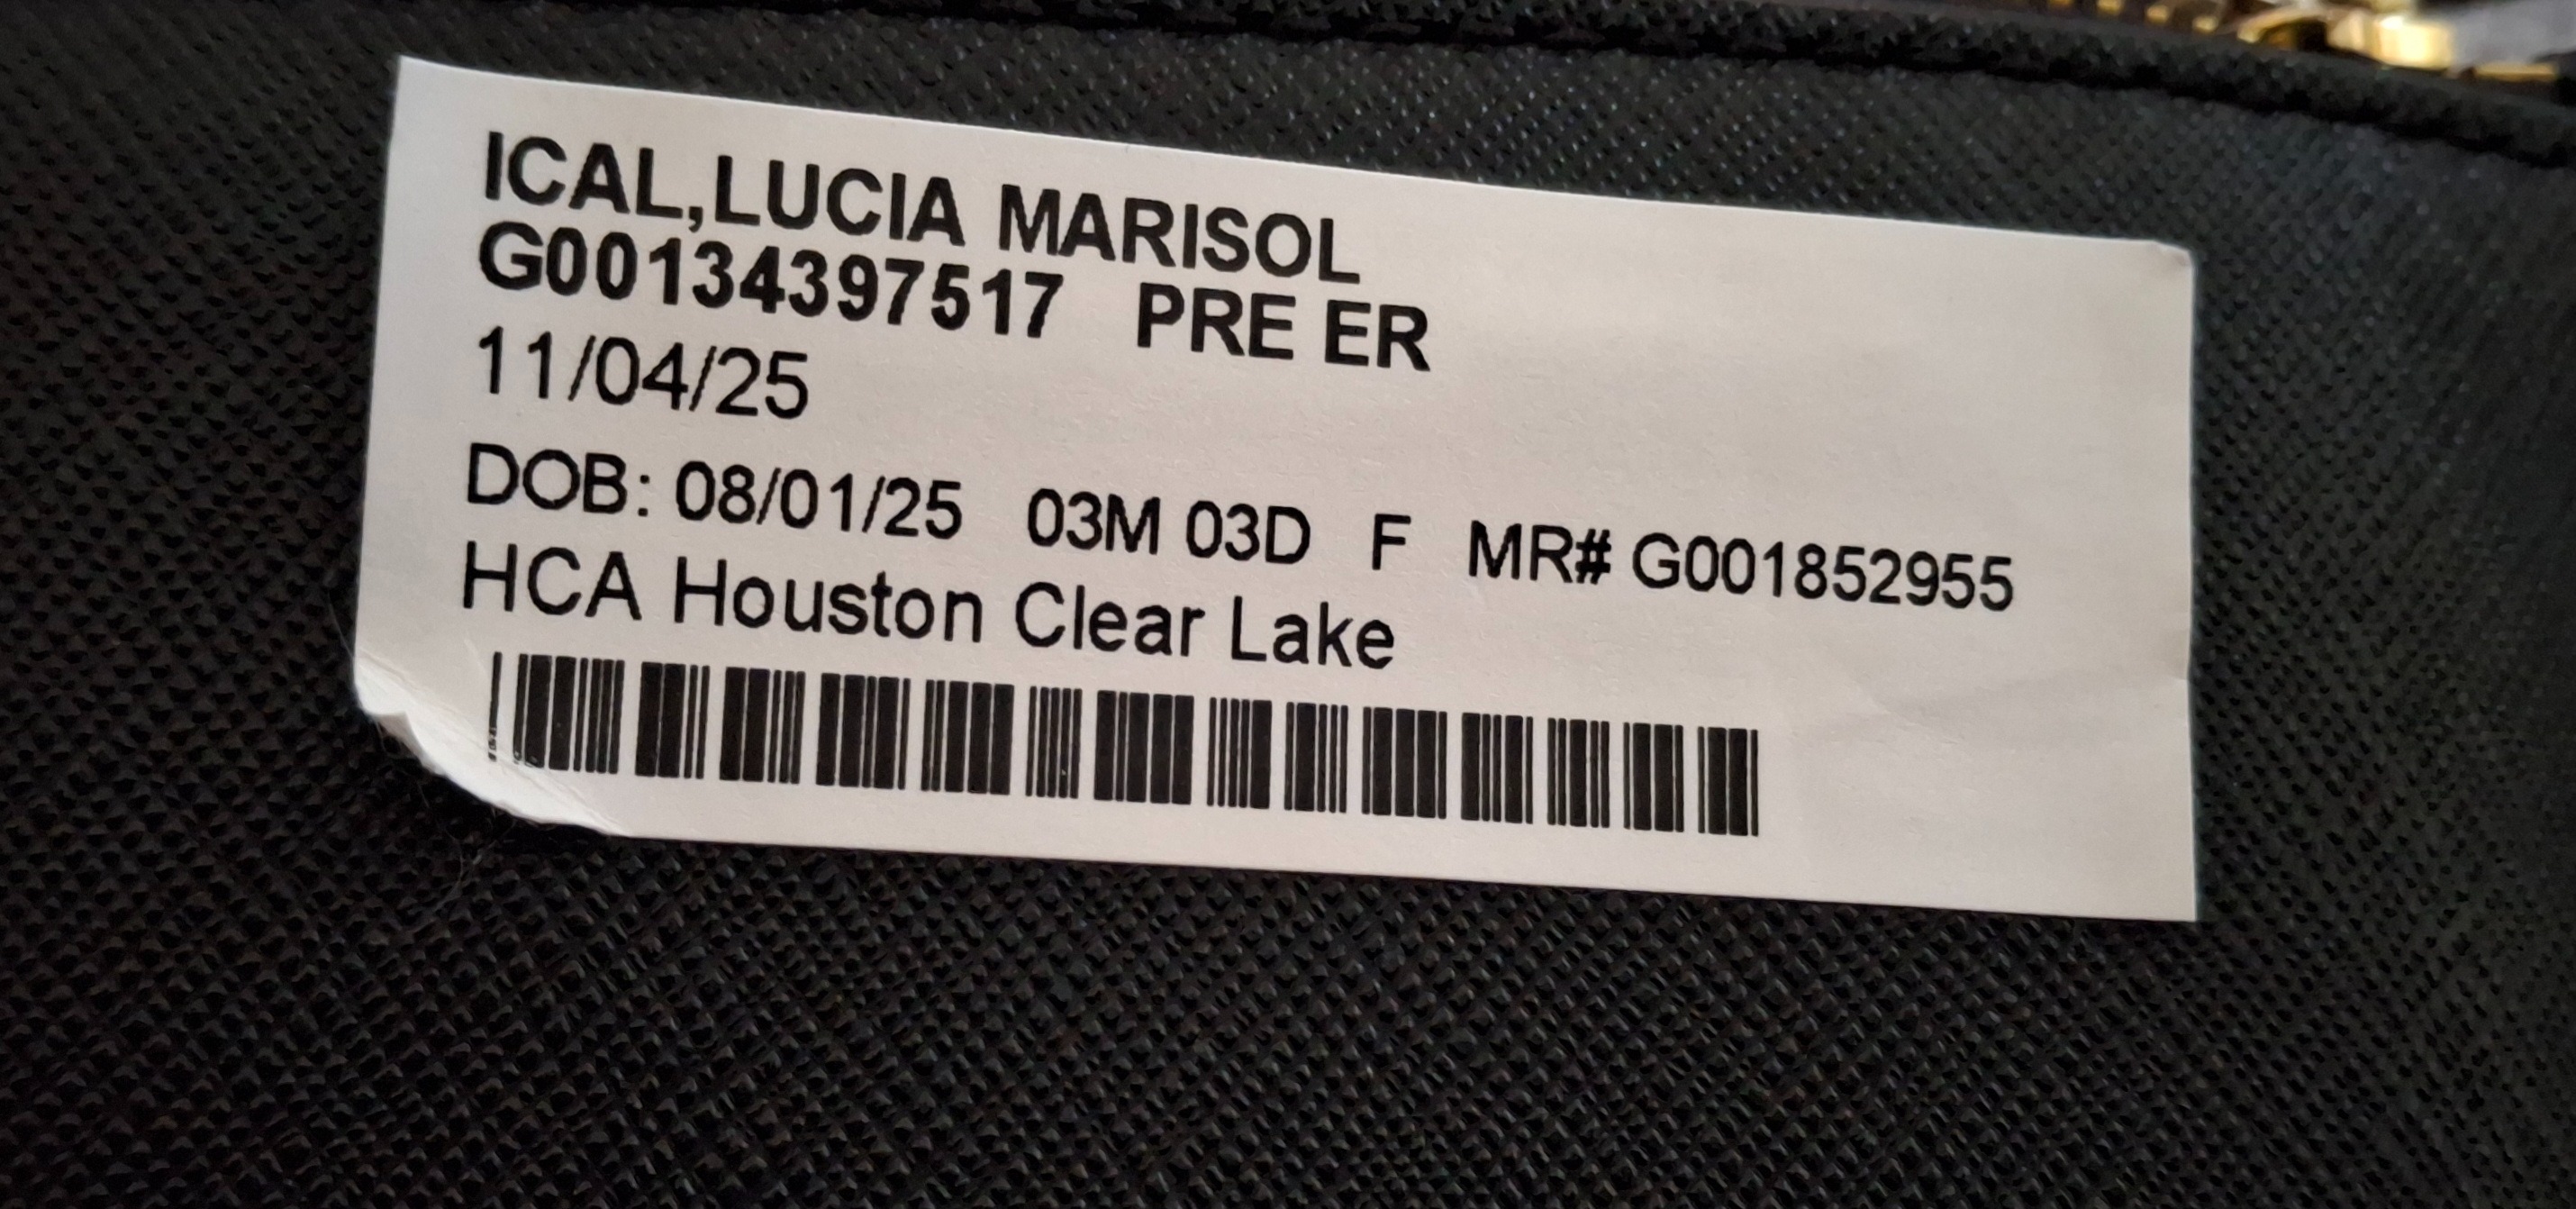 ICAL,LUCIA MARISOL
G00134397517 PRE ER
11/04/25
DOB: 08/01/25 03M 03D F MR# G001852955
HCA Houston Clear Lake